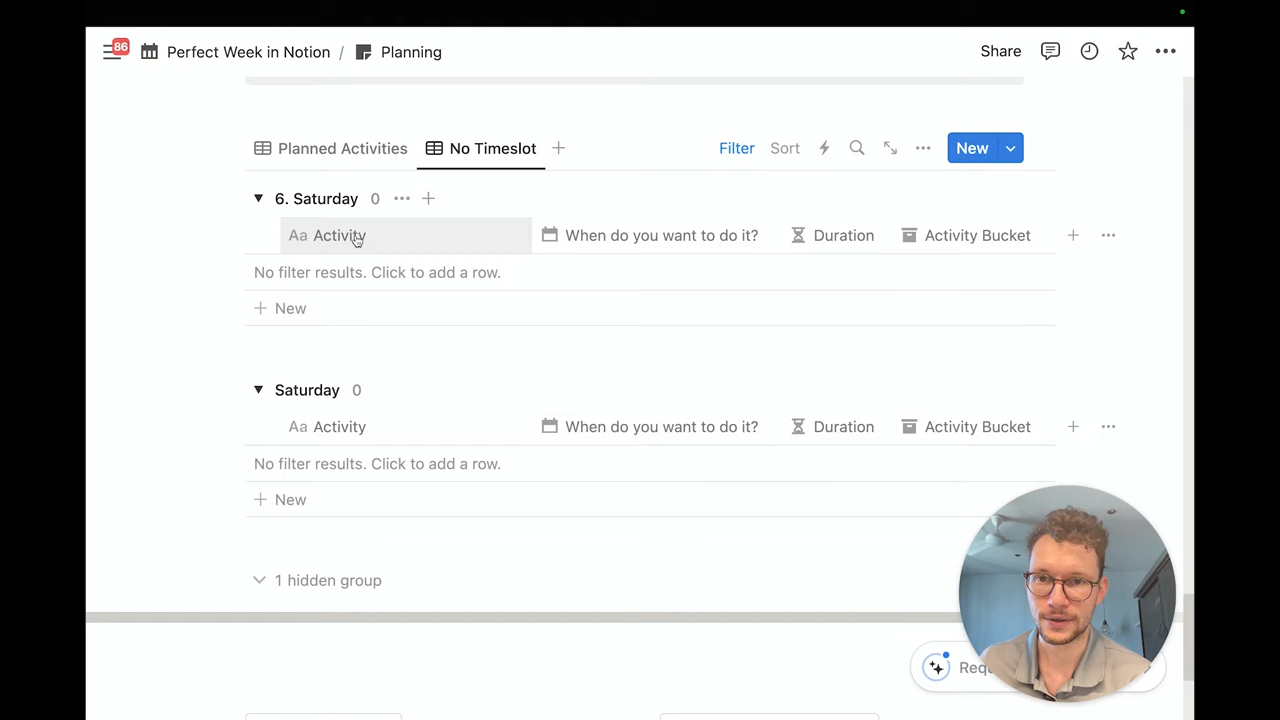 86 Perfect Week in Notion / Planning Share
Planned Activities No Timeslot Filter Sort New
6. Saturday 0
Aa Activity When do you want to do it? Duration Activity Bucket
No filter results. Click to add a row.
New
Saturday 0
Aa Activity When do you want to do it? Duration Activity Bucket
No filter results. Click to add a row.
New
1 hidden group